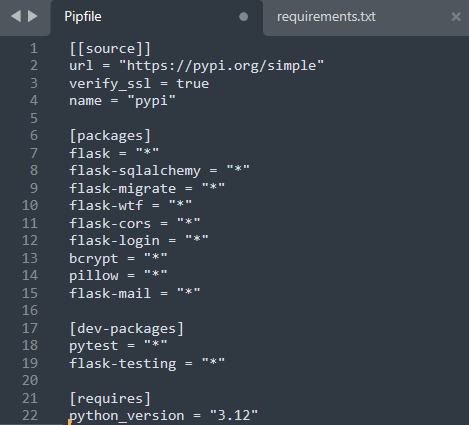 Pipfile
requirements.txt
1 [[source]]
2 url = "https://pypi.org/simple"
3 verify_ssl = true
4 name = "pypi"
5
6 [packages]
7 flask = "*"
8 flask-sqlalchemy = "*"
9 flask-migrate = "*"
10 flask-wtf = "*"
11 flask-cors = "*"
12 flask-login = "*"
13 bcrypt = "*"
14 pillow = "*"
15 flask-mail = "*"
16
17 [dev-packages]
18 pytest = "*"
19 flask-testing = "*"
20
21 [requires]
22 python_version = "3.12"